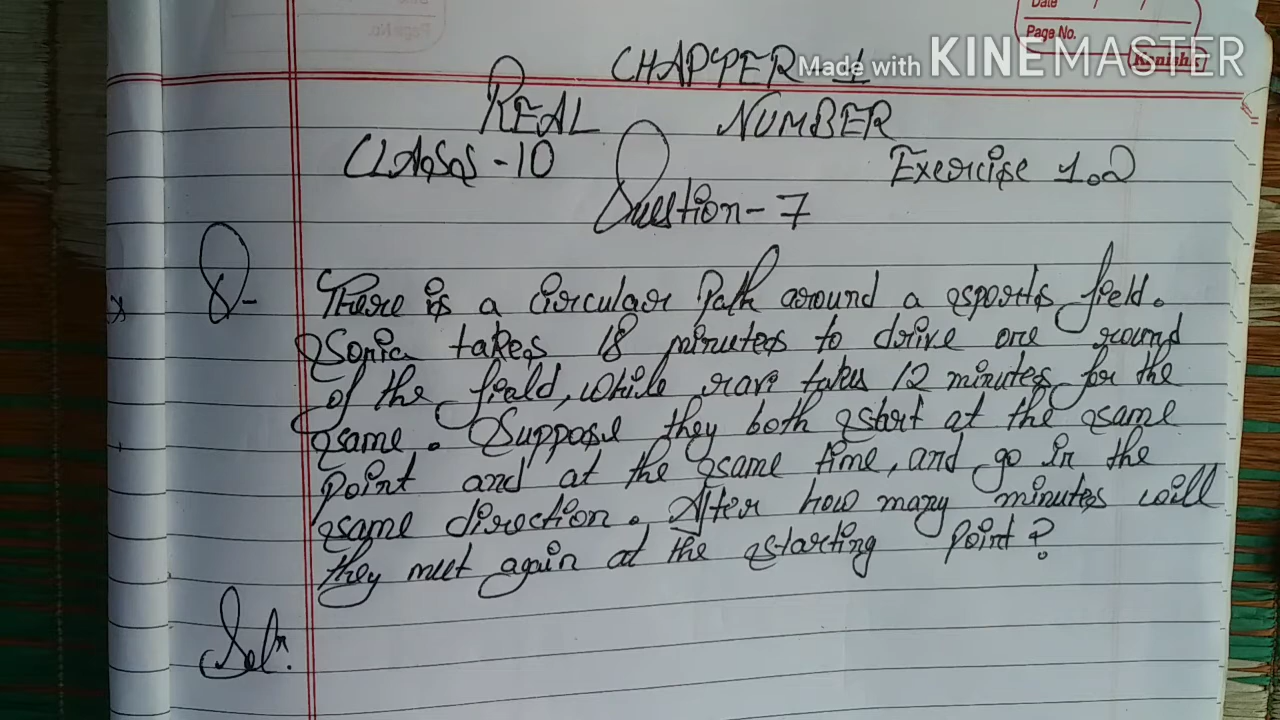 Date / /
Page No.
Made with KINEMASTER
CHAPTER-1
REAL NUMBER
CLASS-10 Exercise 1.2
Question-7
Q- There is a circular Path around a sports field.
Sonia takes 18 minutes to drive one round
of the field, while ravi takes 12 minutes for the
same. Suppose they both start at the same
point and at the same time, and go in the
same direction. After how many minutes will
they meet again at the starting point?
Solⁿ.